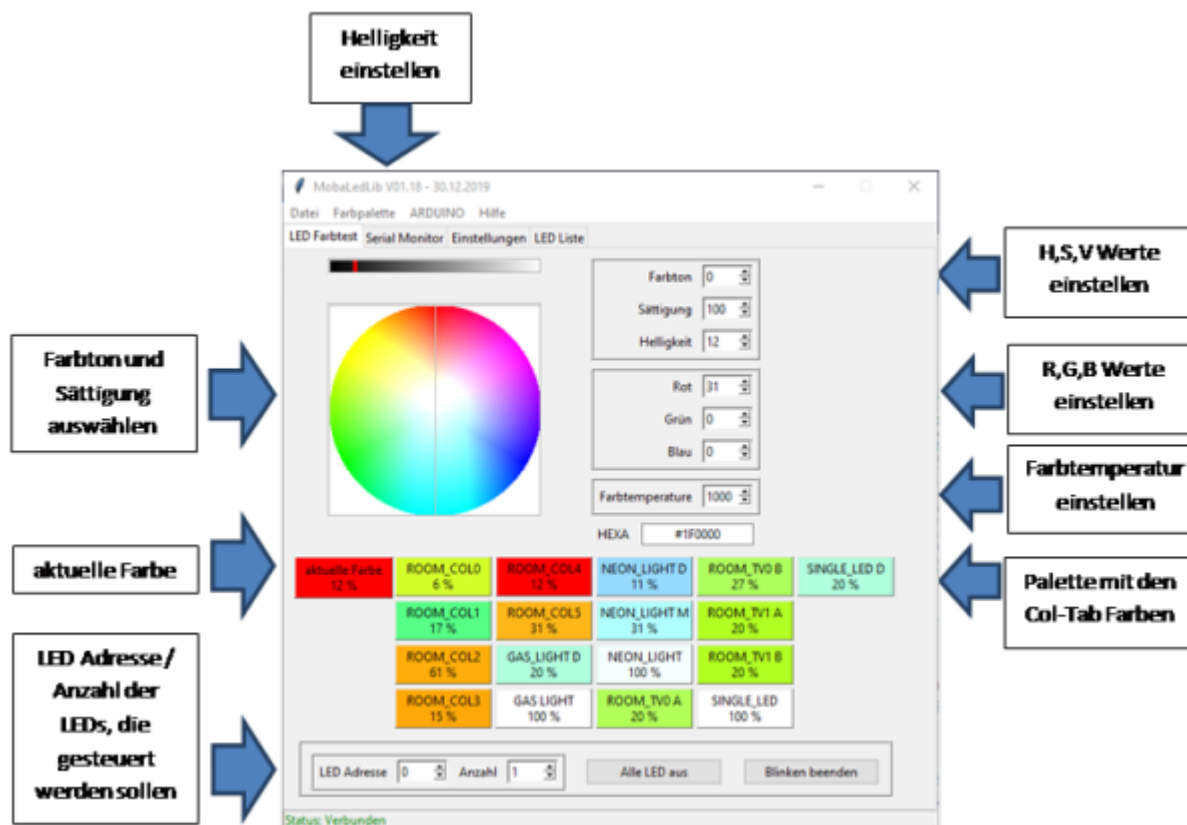 Helligkeit
einstellen
MobaLedLib V01.18 - 30.12.2019
Datei Farbpalette ARDUINO Hilfe
LED Farbtest Serial Monitor Einstellungen LED Liste
Farbton und
Sättigung
auswählen
aktuelle Farbe
LED Adresse /
Anzahl der
LEDs, die
gesteuert
werden sollen
Farbton 0
Sättigung 100
Helligkeit 12
Rot 31
Grün 0
Blau 0
Farbtemperature 1000
HEXA #1F0000
H,S,V Werte
einstellen
R,G,B Werte
einstellen
Farbtemperatur
einstellen
Palette mit den
Col-Tab Farben
aktuelle Farbe ROOM_COL0 ROOM_COL4 NEON_LIGHT D ROOM_TV0 B SINGLE_LED D
12 % 6 % 12 % 11 % 27 % 20 %
ROOM_COL1 ROOM_COL5 NEON_LIGHT M ROOM_TV1 A
17 % 31 % 31 % 20 %
ROOM_COL2 GAS_LIGHT D NEON_LIGHT ROOM_TV1 B
61 % 20 % 100 % 20 %
ROOM_COL3 GAS LIGHT ROOM_TV0 A SINGLE_LED
15 % 100 % 20 % 100 %
LED Adresse 0 Anzahl 1 Alle LED aus Blinken beenden
Status: Verbunden